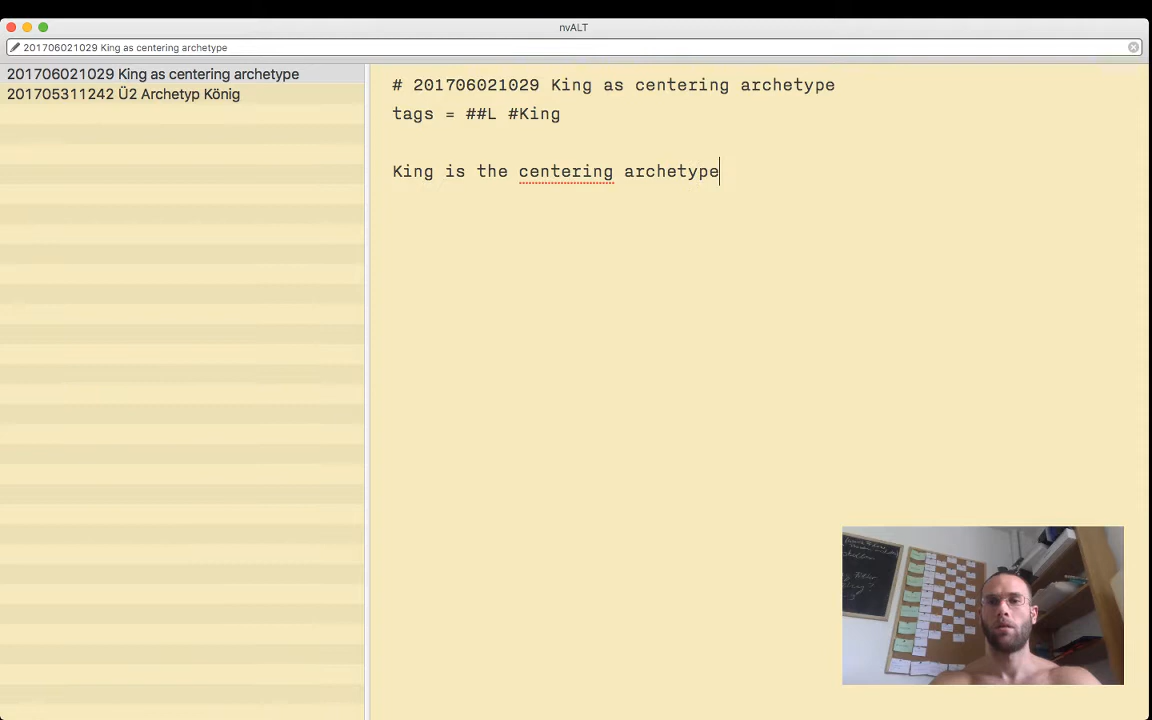 nvALT
201706021029 King as centering archetype
201706021029 King as centering archetype
201705311242 Ü2 Archetyp König
# 201706021029 King as centering archetype
tags = ##L #King
King is the centering archetype